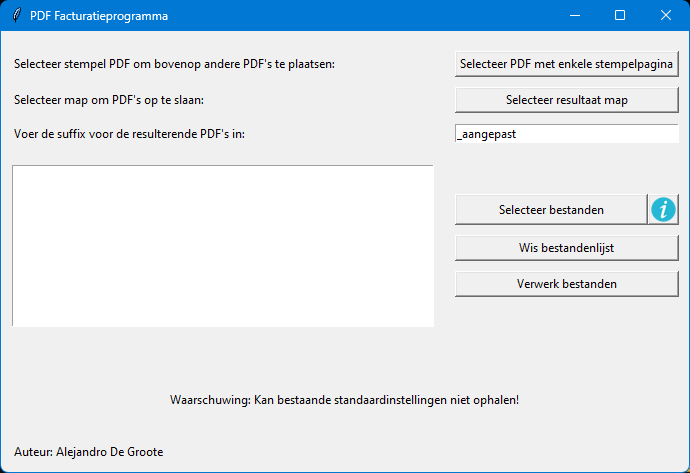 PDF Facturatieprogramma
Selecteer stempel PDF om bovenop andere PDF's te plaatsen:
Selecteer PDF met enkele stempelpagina
Selecteer map om PDF's op te slaan:
Selecteer resultaat map
Voer de suffix voor de resulterende PDF's in:
_aangepast
Selecteer bestanden
i
Wis bestandenlijst
Verwerk bestanden
Waarschuwing: Kan bestaande standaardinstellingen niet ophalen!
Auteur: Alejandro De Groote